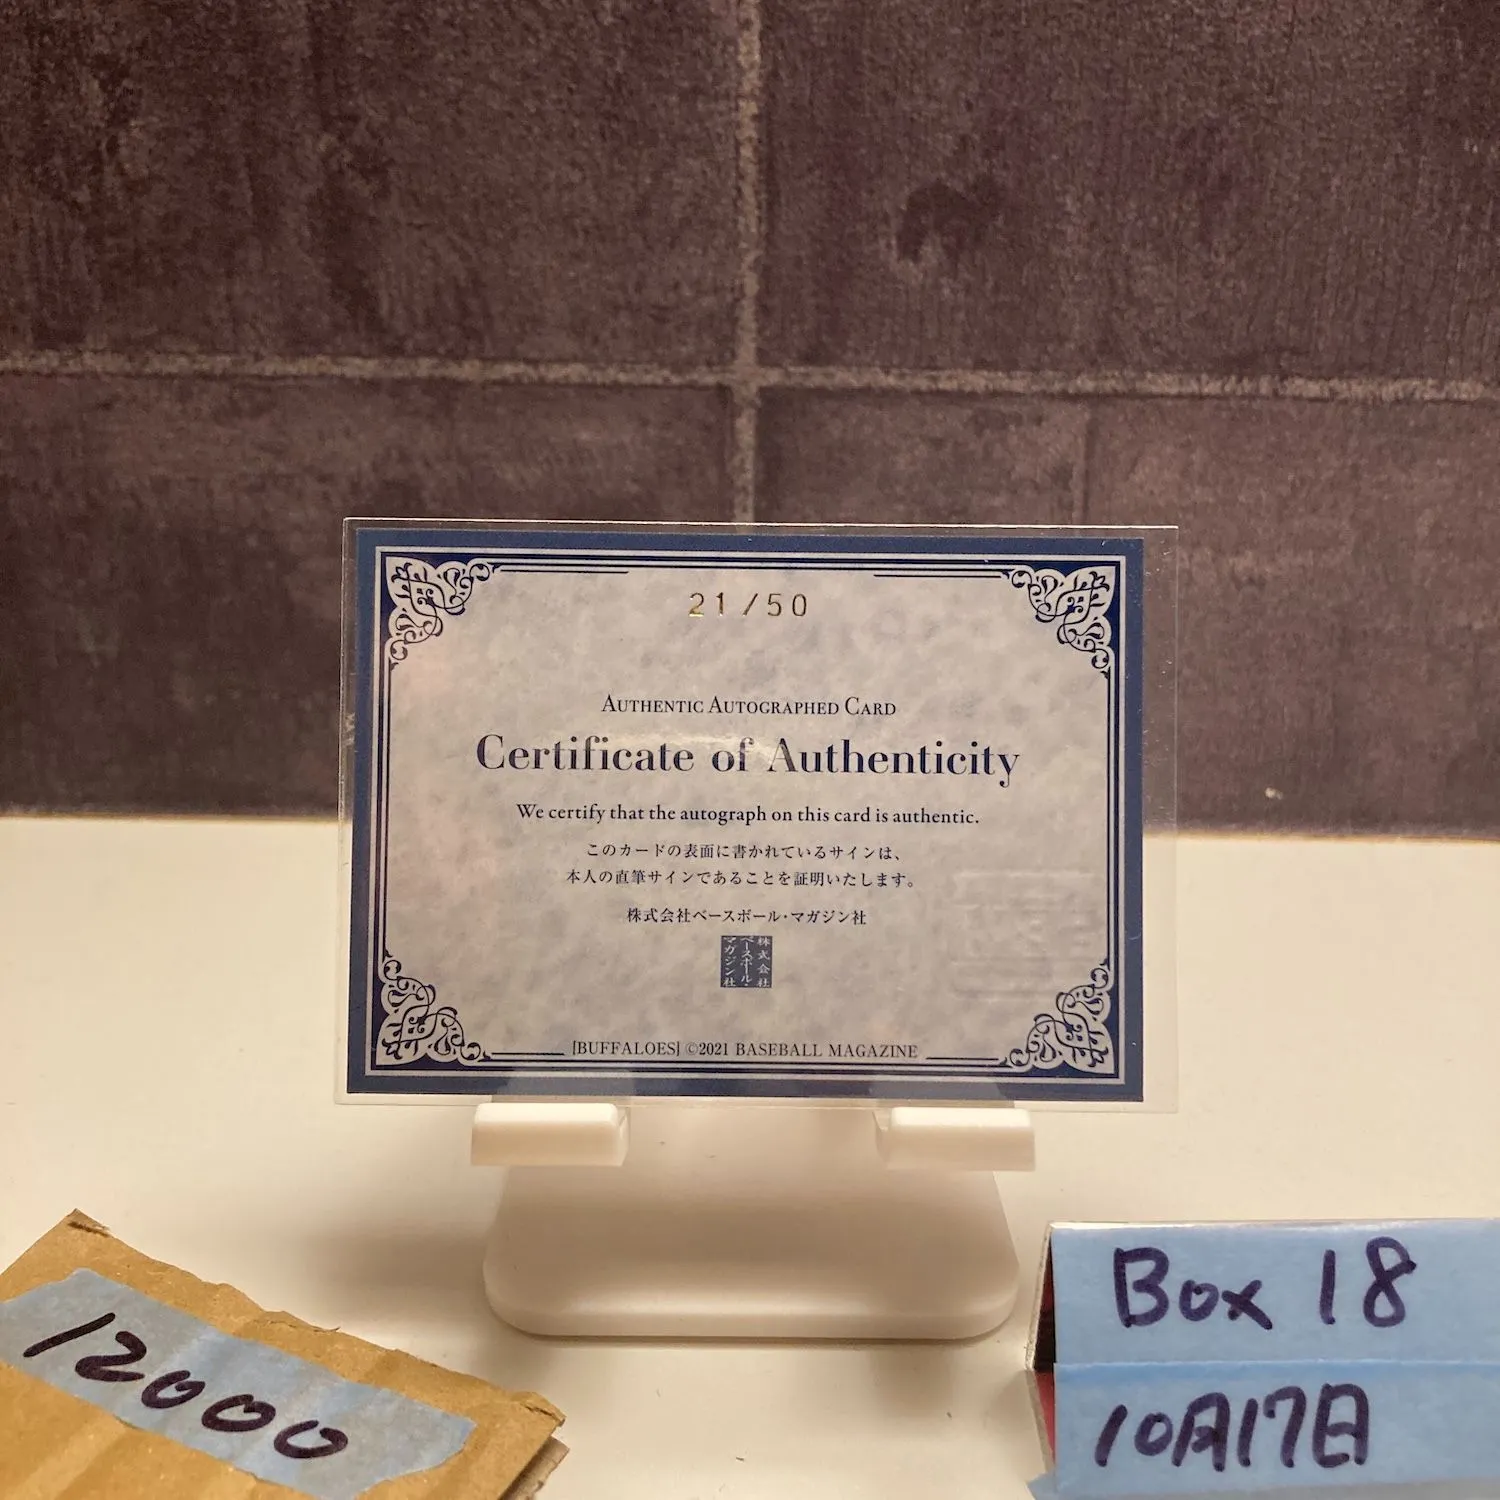 21/50
AUTHENTIC AUTOGRAPHED CARD
Certificate of Authenticity
We certify that the autograph on this card is authentic.
このカードの表面に書かれているサインは、
本人の直筆サインであることを証明いたします。
株式会社ベースボール・マガジン社
株式会社
ベースボール・
マガジン社
[BUFFALOES] ©2021 BASEBALL MAGAZINE
12000
Box 18
10月17日